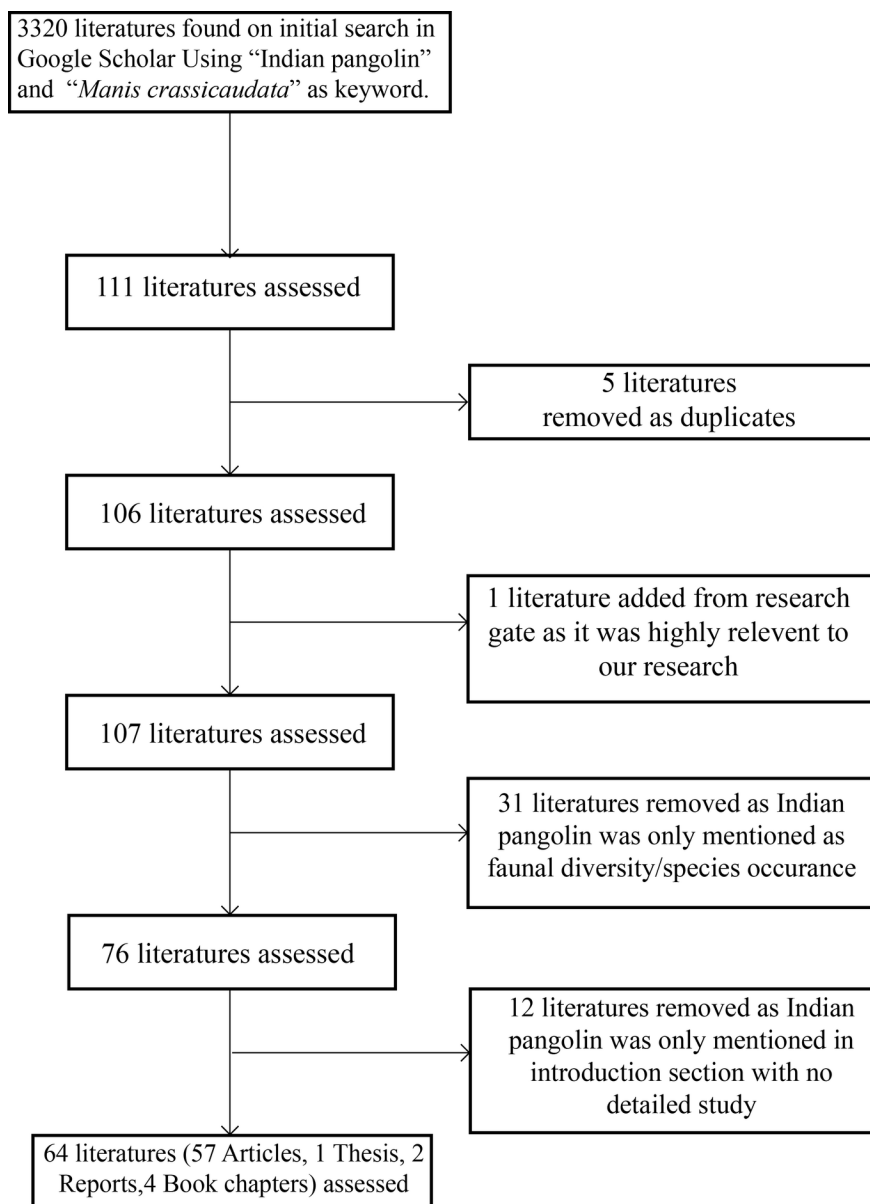 3320 literatures found on initial search in
Google Scholar Using “Indian pangolin”
and “Manis crassicaudata” as keyword.
111 literatures assessed
5 literatures
removed as duplicates
106 literatures assessed
1 literature added from research
gate as it was highly relevent to
our research
107 literatures assessed
31 literatures removed as Indian
pangolin was only mentioned as
faunal diversity/species occurance
76 literatures assessed
12 literatures removed as Indian
pangolin was only mentioned in
introduction section with no
detailed study
64 literatures (57 Articles, 1 Thesis, 2
Reports,4 Book chapters) assessed